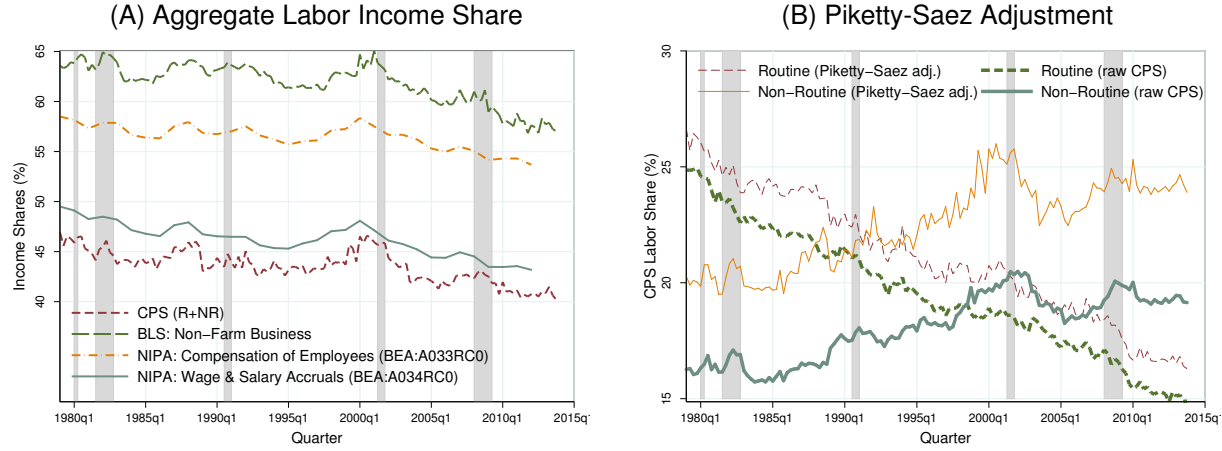 (A) Aggregate Labor Income Share
Income Shares (%)
65
60
55
50
45
40
CPS (R+NR)
BLS: Non−Farm Business
NIPA: Compensation of Employees (BEA:A033RC0)
NIPA: Wage & Salary Accruals (BEA:A034RC0)
1980q1 1985q1 1990q1 1995q1 2000q1 2005q1 2010q1 2015q
Quarter
(B) Piketty-Saez Adjustment
CPS Labor Share (%)
30
25
20
15
Routine (Piketty−Saez adj.) Routine (raw CPS)
Non−Routine (Piketty−Saez adj.) Non−Routine (raw CPS)
1980q1 1985q1 1990q1 1995q1 2000q1 2005q1 2010q1 2015q
Quarter